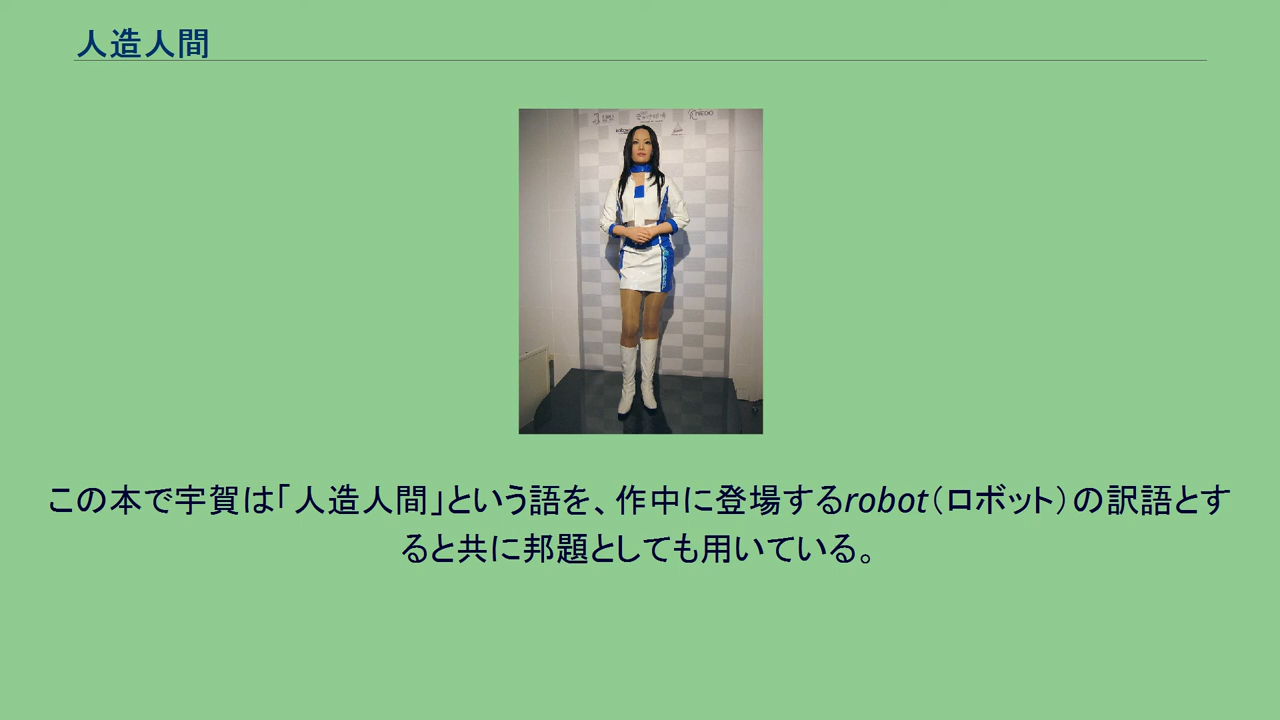 人造人間
この本で宇賀は「人造人間」という語を、作中に登場するrobot（ロボット）の訳語とす
ると共に邦題としても用いている。